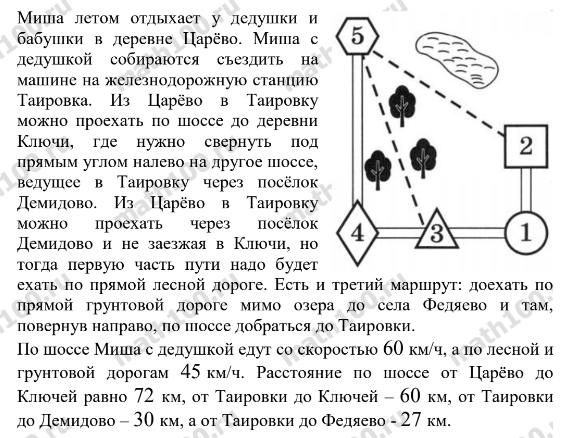 Миша летом отдыхает у дедушки и
бабушки в деревне Царёво. Миша с
дедушкой собираются съездить на
машине на железнодорожную станцию
Таировка. Из Царёво в Таировку
можно проехать по шоссе до деревни
Ключи, где нужно свернуть под
прямым углом налево на другое шоссе,
ведущее в Таировку через посёлок
Демидово. Из Царёво в Таировку
можно проехать через посёлок
Демидово и не заезжая в Ключи, но
тогда первую часть пути надо будет
ехать по прямой лесной дороге. Есть и третий маршрут: доехать по
прямой грунтовой дороге мимо озера до села Федяево и там,
повернув направо, по шоссе добраться до Таировки.
По шоссе Миша с дедушкой едут со скоростью 60 км/ч, а по лесной и
грунтовой дорогам 45 км/ч. Расстояние по шоссе от Царёво до
Ключей равно 72 км, от Таировки до Ключей – 60 км, от Таировки
до Демидово – 30 км, а от Таировки до Федяево - 27 км.
5
2
4
3
1
math100.ru